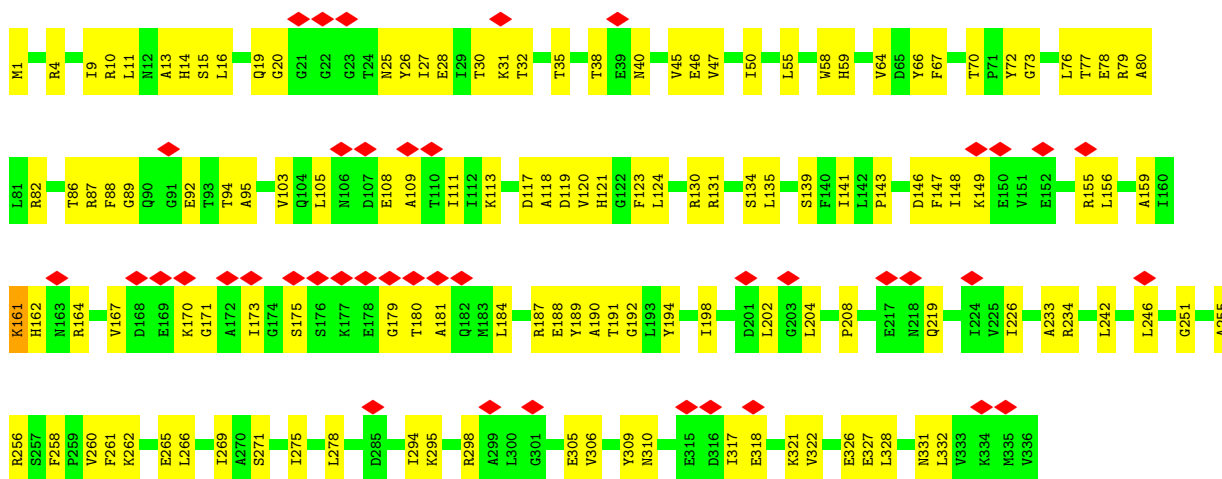 M1 R4 I9 R10 L11 N12 A13 H14 S15 L16 Q19 G20 G21 G22 G23 T24 N25 Y26 I27 E28 I29 T30 K31 T32 T35 T38 E39 N40 V45 E46 V47 I50 L55 W58 H59 V64 D65 Y66 F67 T70 P71 Y72 G73 L76 T77 E78 R79 A80
L81 R82 T86 R87 F88 G89 Q90 G91 E92 T93 T94 A95 V103 Q104 L105 N106 D107 E108 A109 T110 I111 I112 K113 D117 A118 D119 V120 H121 G122 F123 L124 R130 R131 S134 L135 S139 F140 I141 L142 P143 D146 F147 I148 K149 E150 V151 E152 R155 L156 A159 I160
K161 H162 N163 R164 V167 D168 E169 K170 G171 A172 I173 G174 S175 S176 K177 E178 G179 T180 A181 Q182 M183 L184 R187 E188 Y189 A190 T191 G192 L193 Y194 I198 D201 L202 G203 L204 P208 E217 N218 Q219 I224 V225 I226 A233 R234 L242 L246 G251 A255
R256 S257 F258 P259 V260 F261 K262 E265 L266 I269 A270 S271 I275 L278 D285 I294 K295 R298 A299 L300 G301 E305 V306 Y309 N310 E315 D316 I317 E318 K321 V322 E326 E327 L328 N331 L332 V333 K334 M335 V336